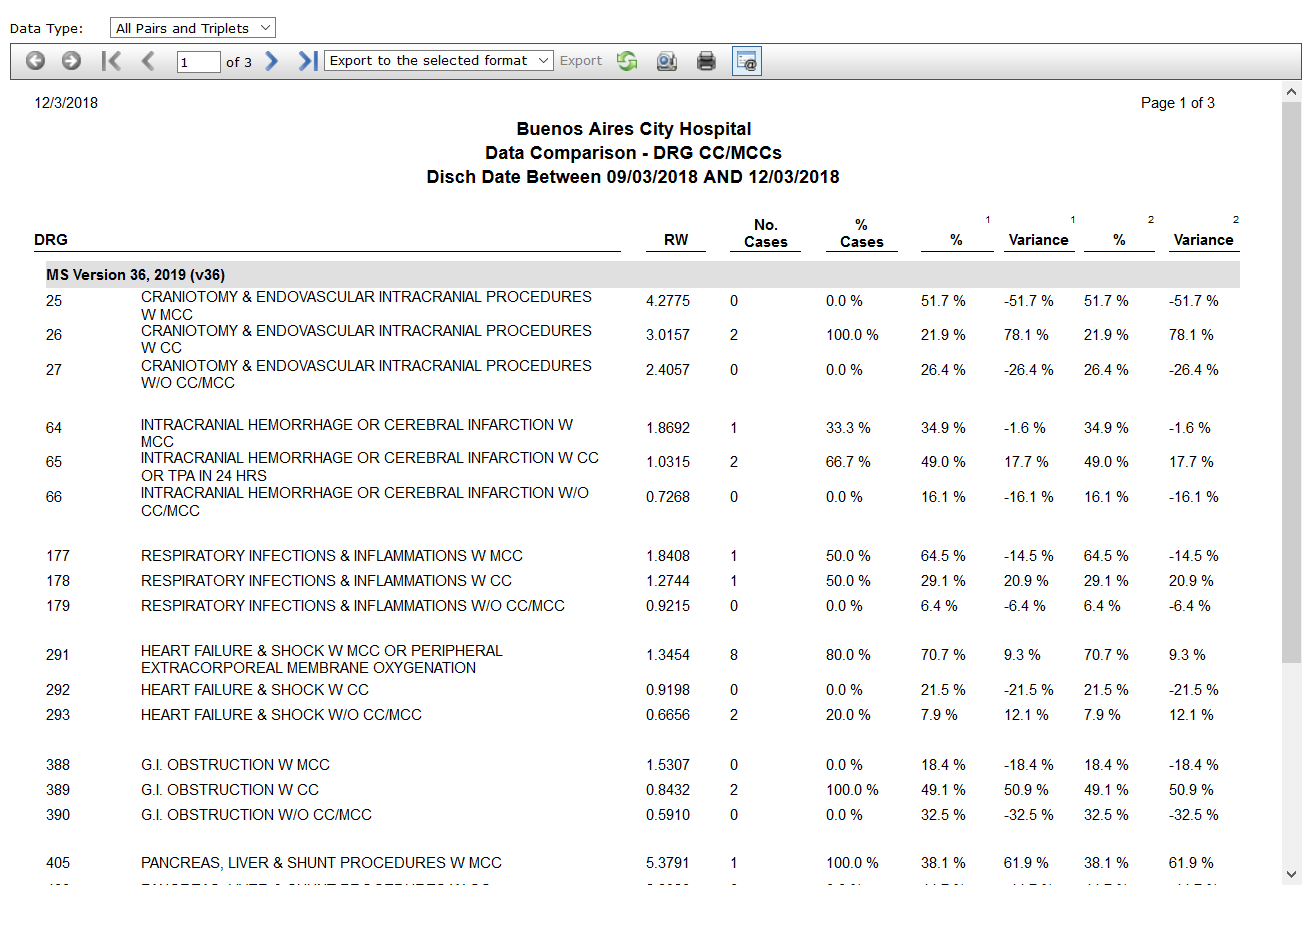 Data Type: All Pairs and Triplets
1 of 3 Export to the selected format Export
12/3/2018 Page 1 of 3
Buenos Aires City Hospital
Data Comparison - DRG CC/MCCs
Disch Date Between 09/03/2018 AND 12/03/2018
1 1 2 2
No. %
DRG RW Cases Cases % Variance % Variance
MS Version 36, 2019 (v36)
25 CRANIOTOMY & ENDOVASCULAR INTRACRANIAL PROCEDURES 4.2775 0 0.0 % 51.7 % -51.7 % 51.7 % -51.7 %
W MCC
26 CRANIOTOMY & ENDOVASCULAR INTRACRANIAL PROCEDURES 3.0157 2 100.0 % 21.9 % 78.1 % 21.9 % 78.1 %
W CC
27 CRANIOTOMY & ENDOVASCULAR INTRACRANIAL PROCEDURES 2.4057 0 0.0 % 26.4 % -26.4 % 26.4 % -26.4 %
W/O CC/MCC
64 INTRACRANIAL HEMORRHAGE OR CEREBRAL INFARCTION W 1.8692 1 33.3 % 34.9 % -1.6 % 34.9 % -1.6 %
MCC
65 INTRACRANIAL HEMORRHAGE OR CEREBRAL INFARCTION W CC 1.0315 2 66.7 % 49.0 % 17.7 % 49.0 % 17.7 %
OR TPA IN 24 HRS
66 INTRACRANIAL HEMORRHAGE OR CEREBRAL INFARCTION W/O 0.7268 0 0.0 % 16.1 % -16.1 % 16.1 % -16.1 %
CC/MCC
177 RESPIRATORY INFECTIONS & INFLAMMATIONS W MCC 1.8408 1 50.0 % 64.5 % -14.5 % 64.5 % -14.5 %
178 RESPIRATORY INFECTIONS & INFLAMMATIONS W CC 1.2744 1 50.0 % 29.1 % 20.9 % 29.1 % 20.9 %
179 RESPIRATORY INFECTIONS & INFLAMMATIONS W/O CC/MCC 0.9215 0 0.0 % 6.4 % -6.4 % 6.4 % -6.4 %
291 HEART FAILURE & SHOCK W MCC OR PERIPHERAL 1.3454 8 80.0 % 70.7 % 9.3 % 70.7 % 9.3 %
EXTRACORPOREAL MEMBRANE OXYGENATION
292 HEART FAILURE & SHOCK W CC 0.9198 0 0.0 % 21.5 % -21.5 % 21.5 % -21.5 %
293 HEART FAILURE & SHOCK W/O CC/MCC 0.6656 2 20.0 % 7.9 % 12.1 % 7.9 % 12.1 %
388 G.I. OBSTRUCTION W MCC 1.5307 0 0.0 % 18.4 % -18.4 % 18.4 % -18.4 %
389 G.I. OBSTRUCTION W CC 0.8432 2 100.0 % 49.1 % 50.9 % 49.1 % 50.9 %
390 G.I. OBSTRUCTION W/O CC/MCC 0.5910 0 0.0 % 32.5 % -32.5 % 32.5 % -32.5 %
405 PANCREAS, LIVER & SHUNT PROCEDURES W MCC 5.3791 1 100.0 % 38.1 % 61.9 % 38.1 % 61.9 %